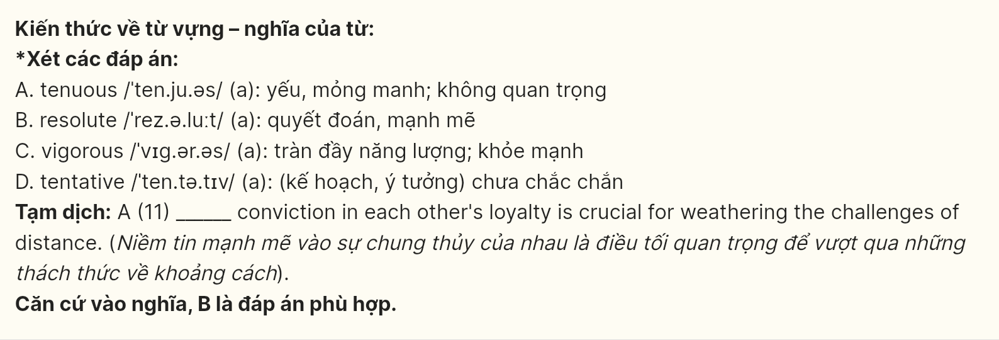 Kiến thức về từ vựng – nghĩa của từ:
*Xét các đáp án:
A. tenuous /ˈten.ju.əs/ (a): yếu, mỏng manh; không quan trọng
B. resolute /ˈrez.ə.luːt/ (a): quyết đoán, mạnh mẽ
C. vigorous /ˈvɪg.ər.əs/ (a): tràn đầy năng lượng; khỏe mạnh
D. tentative /ˈten.tə.tɪv/ (a): (kế hoạch, ý tưởng) chưa chắc chắn
Tạm dịch: A (11) ______ conviction in each other's loyalty is crucial for weathering the challenges of
distance. (Niềm tin mạnh mẽ vào sự chung thủy của nhau là điều tối quan trọng để vượt qua những
thách thức về khoảng cách).
Căn cứ vào nghĩa, B là đáp án phù hợp.